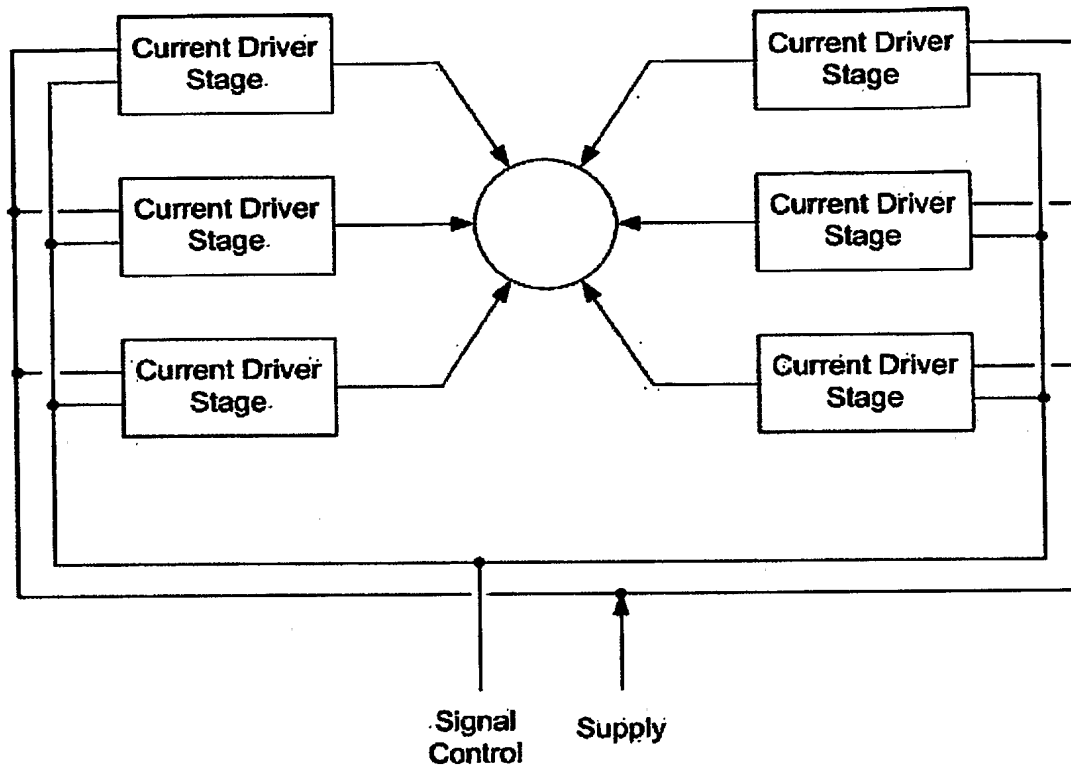 Current Driver
Stage
Current Driver
Stage
Current Driver
Stage
Current Driver
Stage
Current Driver
Stage
Current Driver
Stage
Signal
Control
Supply